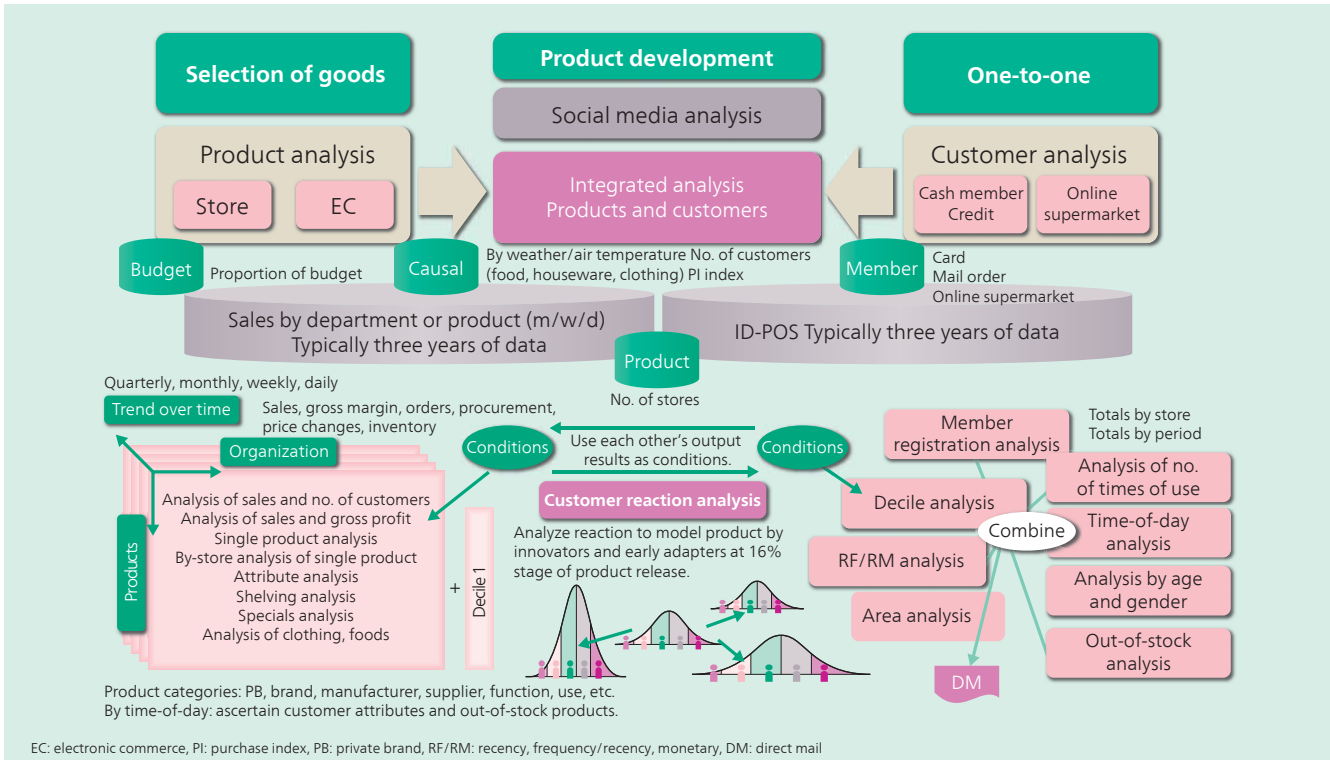 Selection of goods
Product development
One-to-one
Social media analysis
Product analysis
Store
EC
Integrated analysis
Products and customers
Customer analysis
Cash member
Credit
Online
supermarket
Budget
Proportion of budget
Causal
By weather/air temperature No. of customers
(food, houseware, clothing) PI index
Member
Card
Mail order
Online supermarket
Sales by department or product (m/w/d)
Typically three years of data
ID-POS Typically three years of data
Product
No. of stores
Quarterly, monthly, weekly, daily
Trend over time
Sales, gross margin, orders, procurement,
price changes, inventory
Organization
Products
Analysis of sales and no. of customers
Analysis of sales and gross profit
Single product analysis
By-store analysis of single product
Attribute analysis
Shelving analysis
Specials analysis
Analysis of clothing, foods
+
Decile 1
Conditions
Use each other’s output
results as conditions.
Conditions
Customer reaction analysis
Analyze reaction to model product by
innovators and early adapters at 16%
stage of product release.
Member
registration analysis
Totals by store
Totals by period
Decile analysis
RF/RM analysis
Area analysis
Combine
Analysis of no.
of times of use
Time-of-day
analysis
Analysis by age
and gender
Out-of-stock
analysis
DM
Product categories: PB, brand, manufacturer, supplier, function, use, etc.
By time-of-day: ascertain customer attributes and out-of-stock products.
EC: electronic commerce, PI: purchase index, PB: private brand, RF/RM: recency, frequency/recency, monetary, DM: direct mail